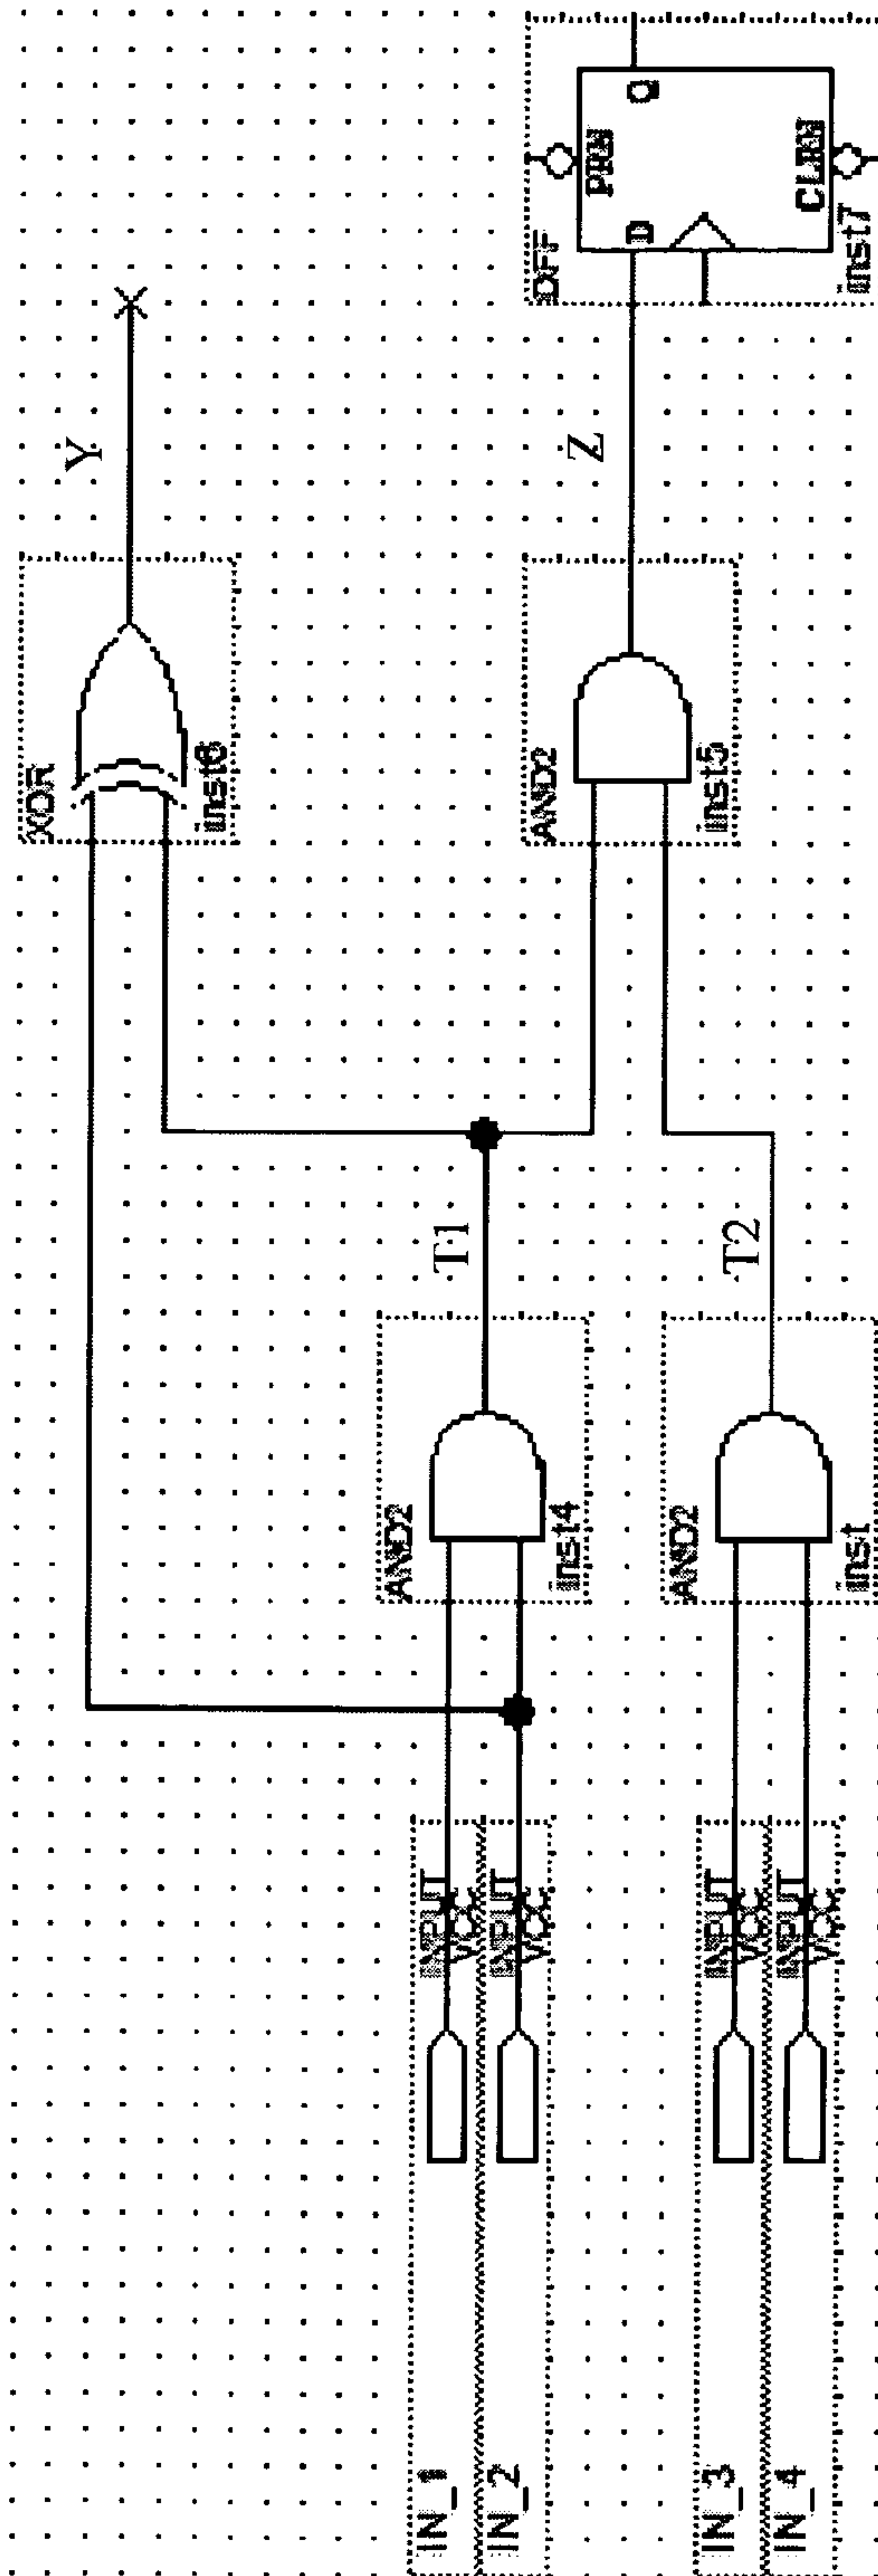 XOR
inst6
Y
AND2
inst4
T1
AND2
inst5
Z
DFF
PRN
D
Q
CLRN
inst7
IN_1
INPUT
VCC
IN_2
INPUT
VCC
IN_3
INPUT
VCC
IN_4
INPUT
VCC
AND2
inst
T2